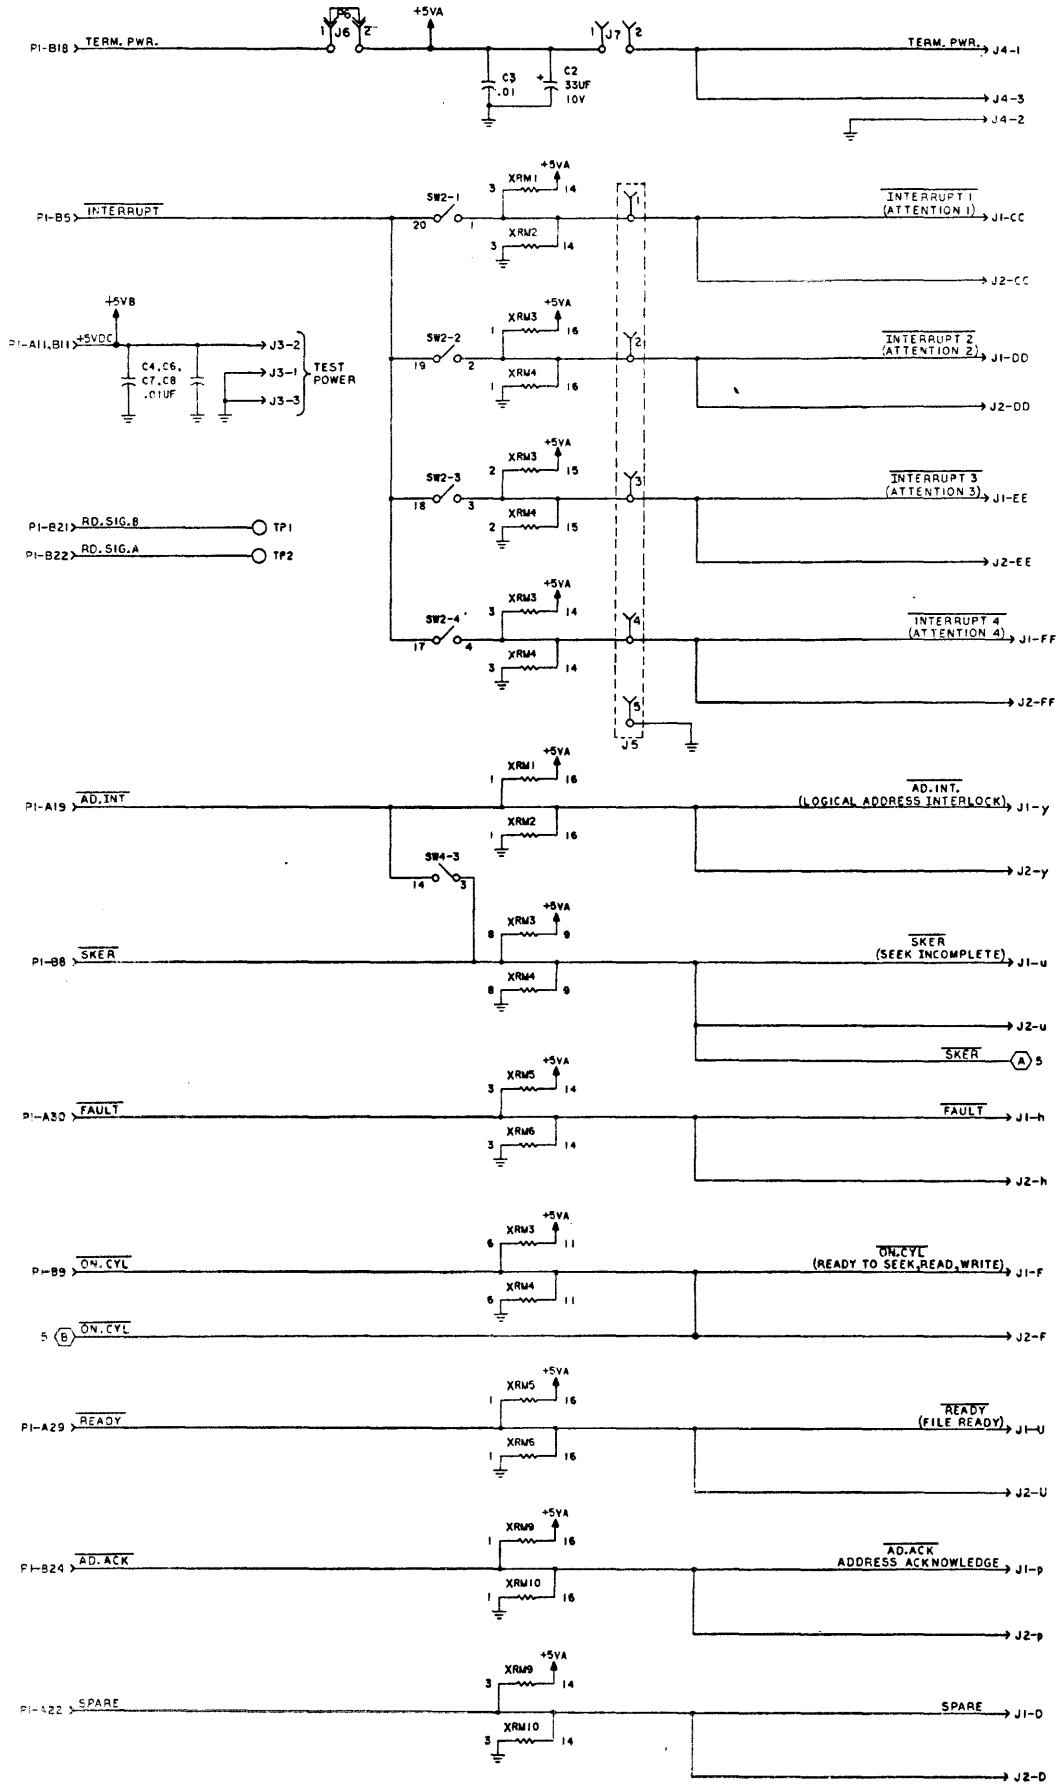 P6
1 J6 2
+5VA
1 J7 2
P1-B18 TERM. PWR.
TERM. PWR. J4-1
C3
.01
+ C2
33UF
10V
J4-3
J4-2
+5VA
XRM1
3 14
SW2-1
20 1
P1-B5 INTERRUPT
XRM2
3 14
1
INTERRUPT 1
(ATTENTION 1)
J1-CC
J2-CC
+5VB
P1-A11,B11 +5VDC
C4,C6,
C7,C8
.01UF
J3-2
J3-1
J3-3
TEST
POWER
+5VA
XRM3
1 16
SW2-2
19 2
XRM4
1 16
2
INTERRUPT 2
(ATTENTION 2)
J1-DD
J2-DD
+5VA
XRM3
2 15
SW2-3
18 3
XRM4
2 15
3
INTERRUPT 3
(ATTENTION 3)
J1-EE
J2-EE
P1-B21 RD.SIG.B TP1
P1-B22 RD.SIG.A TP2
+5VA
XRM3
3 14
SW2-4
17 4
XRM4
3 14
4
INTERRUPT 4
(ATTENTION 4)
J1-FF
J2-FF
5
J5
+5VA
XRM1
1 16
P1-A19 AD.INT
XRM2
1 16
AD.INT.
(LOGICAL ADDRESS INTERLOCK) J1-y
J2-y
SW4-3
14 3
+5VA
XRM3
8 9
P1-B8 SKER
XRM4
8 9
SKER
(SEEK INCOMPLETE) J1-u
J2-u
SKER A 5
+5VA
XRM5
3 14
P1-A30 FAULT
XRM6
3 14
FAULT J1-h
J2-h
+5VA
XRM3
6 11
P1-B9 ON.CYL
XRM4
6 11
ON.CYL
(READY TO SEEK,READ,WRITE) J1-F
5 B ON.CYL
J2-F
+5VA
XRM5
1 16
P1-A29 READY
XRM6
1 16
READY
(FILE READY) J1-U
J2-U
+5VA
XRM9
1 16
P1-B24 AD.ACK
XRM10
1 16
AD.ACK
ADDRESS ACKNOWLEDGE J1-p
J2-p
+5VA
XRM9
3 14
P1-A22 SPARE
XRM10
3 14
SPARE J1-D
J2-D